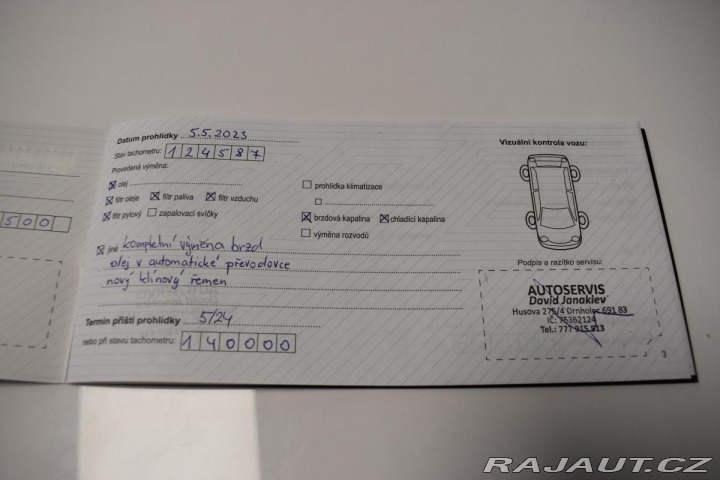 Datum prohlídky 5.5.2023
Stav tachometru: 124587
Provedená výměna:
olej
filtr oleje filtr paliva filtr vzduchu
filtr pylový zapalovací svíčky
prohlídka klimatizace
brzdová kapalina chladící kapalina
výměna rozvodů
jiné kompletní výměna brzd
olej v automatické převodovce
nový klínový řemen
Termín příští prohlídky 5/24
nebo při stavu tachometru: 140000
Vizuální kontrola vozu:
Podpis a razítko servisu:
AUTOSERVIS
David Janakiev
Husova 275/4 Drnholec 691 83
IČ: 75362124
Tel.: 777 915 513
3
500
RAJAUT.CZ